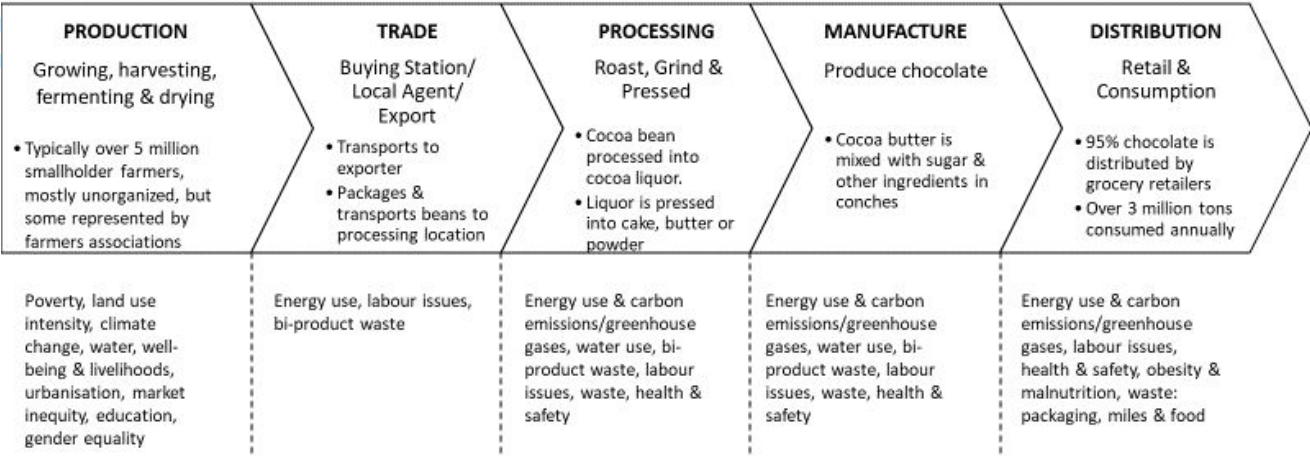 PRODUCTION
Growing, harvesting,
fermenting & drying
• Typically over 5 million
smallholder farmers,
mostly unorganized, but
some represented by
farmers associations
TRADE
Buying Station/
Local Agent/
Export
• Transports to
exporter
• Packages &
transports beans to
processing location
PROCESSING
Roast, Grind &
Pressed
• Cocoa bean
processed into
cocoa liquor.
• Liquor is pressed
into cake, butter or
powder
MANUFACTURE
Produce chocolate
• Cocoa butter is
mixed with sugar &
other ingredients in
conches
DISTRIBUTION
Retail &
Consumption
• 95% chocolate is
distributed by
grocery retailers
• Over 3 million tons
consumed annually
Poverty, land use
intensity, climate
change, water, well-
being & livelihoods,
urbanisation, market
inequity, education,
gender equality
Energy use, labour issues,
bi-product waste
Energy use & carbon
emissions/greenhouse
gases, water use, bi-
product waste, labour
issues, waste, health &
safety
Energy use & carbon
emissions/greenhouse
gases, water use, bi-
product waste, labour
issues, waste, health &
safety
Energy use & carbon
emissions/greenhouse
gases, labour issues,
health & safety, obesity &
malnutrition, waste:
packaging, miles & food